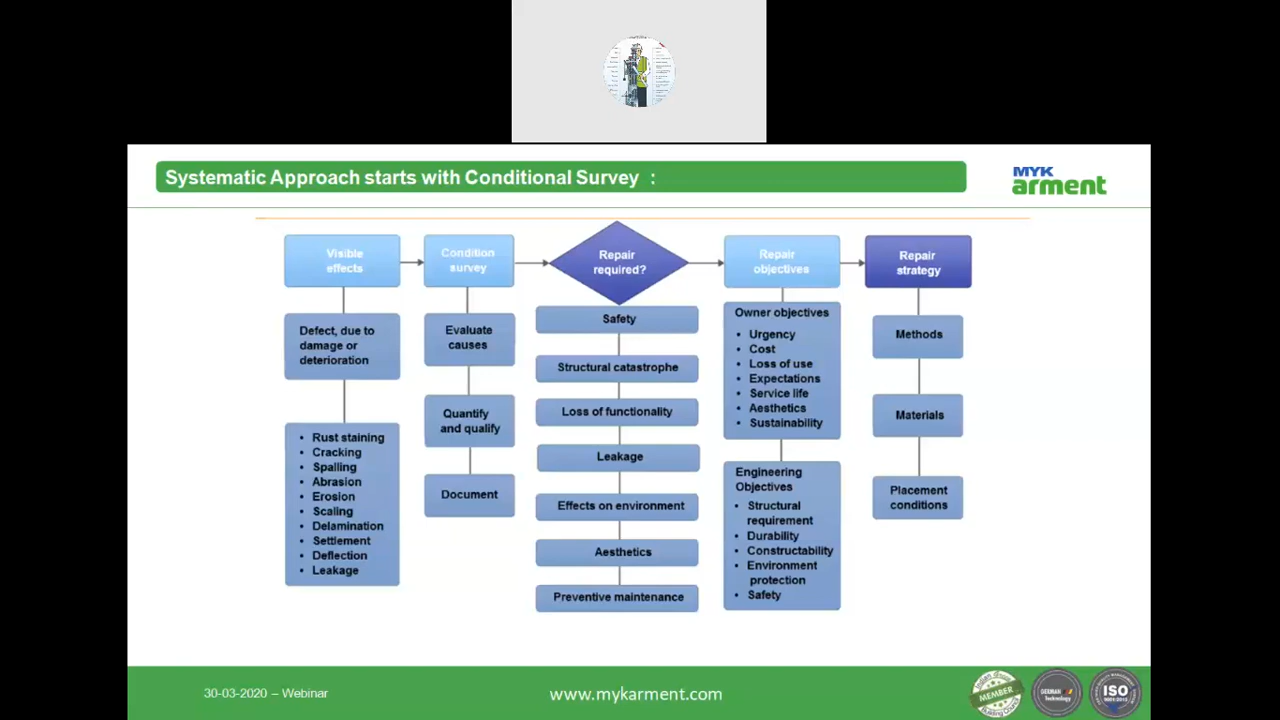 Systematic Approach starts with Conditional Survey :
MYK
arment
Visible
effects
Condition
survey
Repair
required?
Repair
objectives
Repair
strategy
Defect, due to
damage or
deterioration
• Rust staining
• Cracking
• Spalling
• Abrasion
• Erosion
• Scaling
• Delamination
• Settlement
• Deflection
• Leakage
Evaluate
causes
Quantify
and qualify
Document
Safety
Structural catastrophe
Loss of functionality
Leakage
Effects on environment
Aesthetics
Preventive maintenance
Owner objectives
• Urgency
• Cost
• Loss of use
• Expectations
• Service life
• Aesthetics
• Sustainability
Engineering
Objectives
• Structural
requirement
• Durability
• Constructability
• Environment
protection
• Safety
Methods
Materials
Placement
conditions
30-03-2020 – Webinar
www.mykarment.com
MEMBER
GERMAN
Technology
ISO